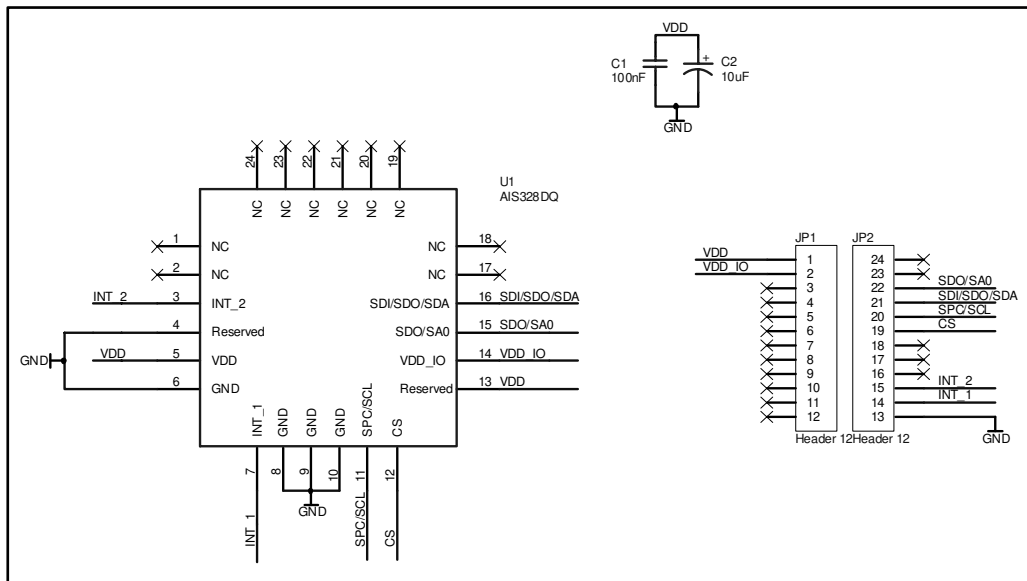 VDD
C1
100nF
+
C2
10uF
GND
24 23 22 21 20 19
NC NC NC NC NC NC
U1
AIS328DQ
1 NC
2 NC
INT_2 3 INT_2
4 Reserved
GND
VDD 5 VDD
6 GND
NC 18
NC 17
SDI/SDO/SDA 16 SDI/SDO/SDA
SDO/SA0 15 SDO/SA0
VDD_IO 14 VDD_IO
Reserved 13 VDD
INT_1 GND GND GND SPC/SCL CS
7 8 9 10 11 12
INT_1
GND
SPC/SCL
CS
JP1
VDD 1
VDD_IO 2
3
4
5
6
7
8
9
10
11
12
Header 12
JP2
24
23
22 SDO/SA0
21 SDI/SDO/SDA
20 SPC/SCL
19 CS
18
17
16
15 INT_2
14 INT_1
13
GND
Header 12